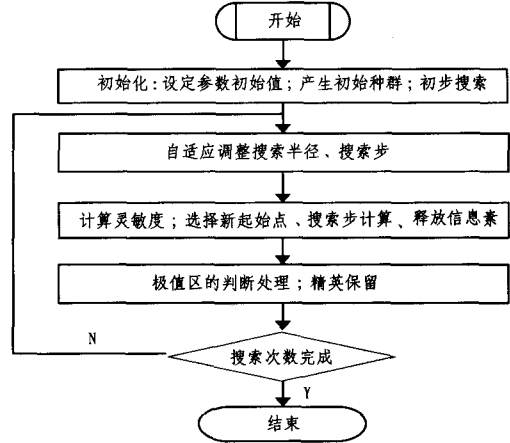 开始
初始化:设定参数初始值;产生初始种群;初步搜索
自适应调整搜索半径、搜索步
计算灵敏度;选择新起始点、搜索步计算、释放信息素
极值区的判断处理;精英保留
搜索次数完成
N
Y
结束